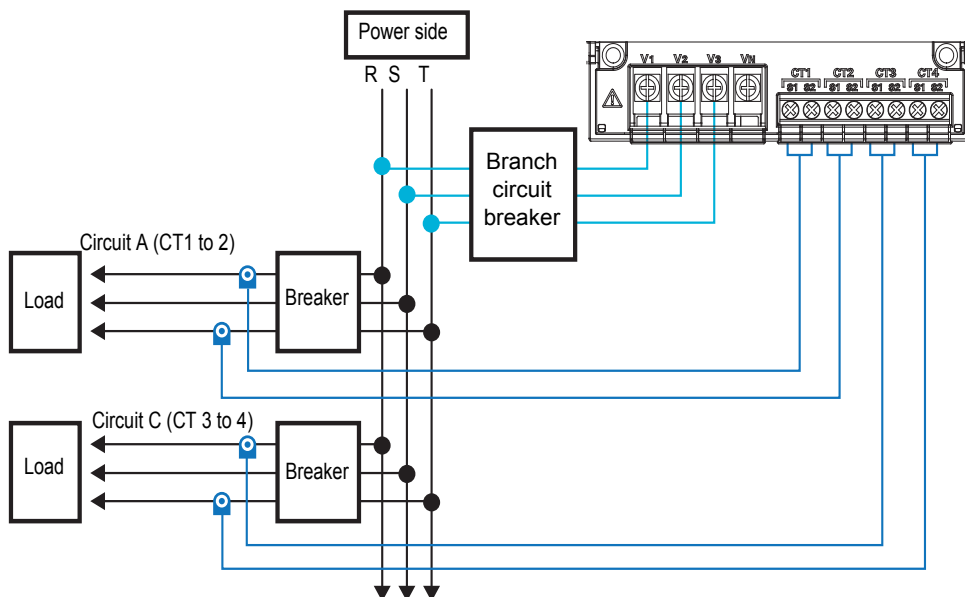 Power side
R S T
V1 V2 V3 VN
CT1 CT2 CT3 CT4
S1 S2 S1 S2 S1 S2 S1 S2
Branch
circuit
breaker
Circuit A (CT1 to 2)
Load
Breaker
Circuit C (CT 3 to 4)
Load
Breaker